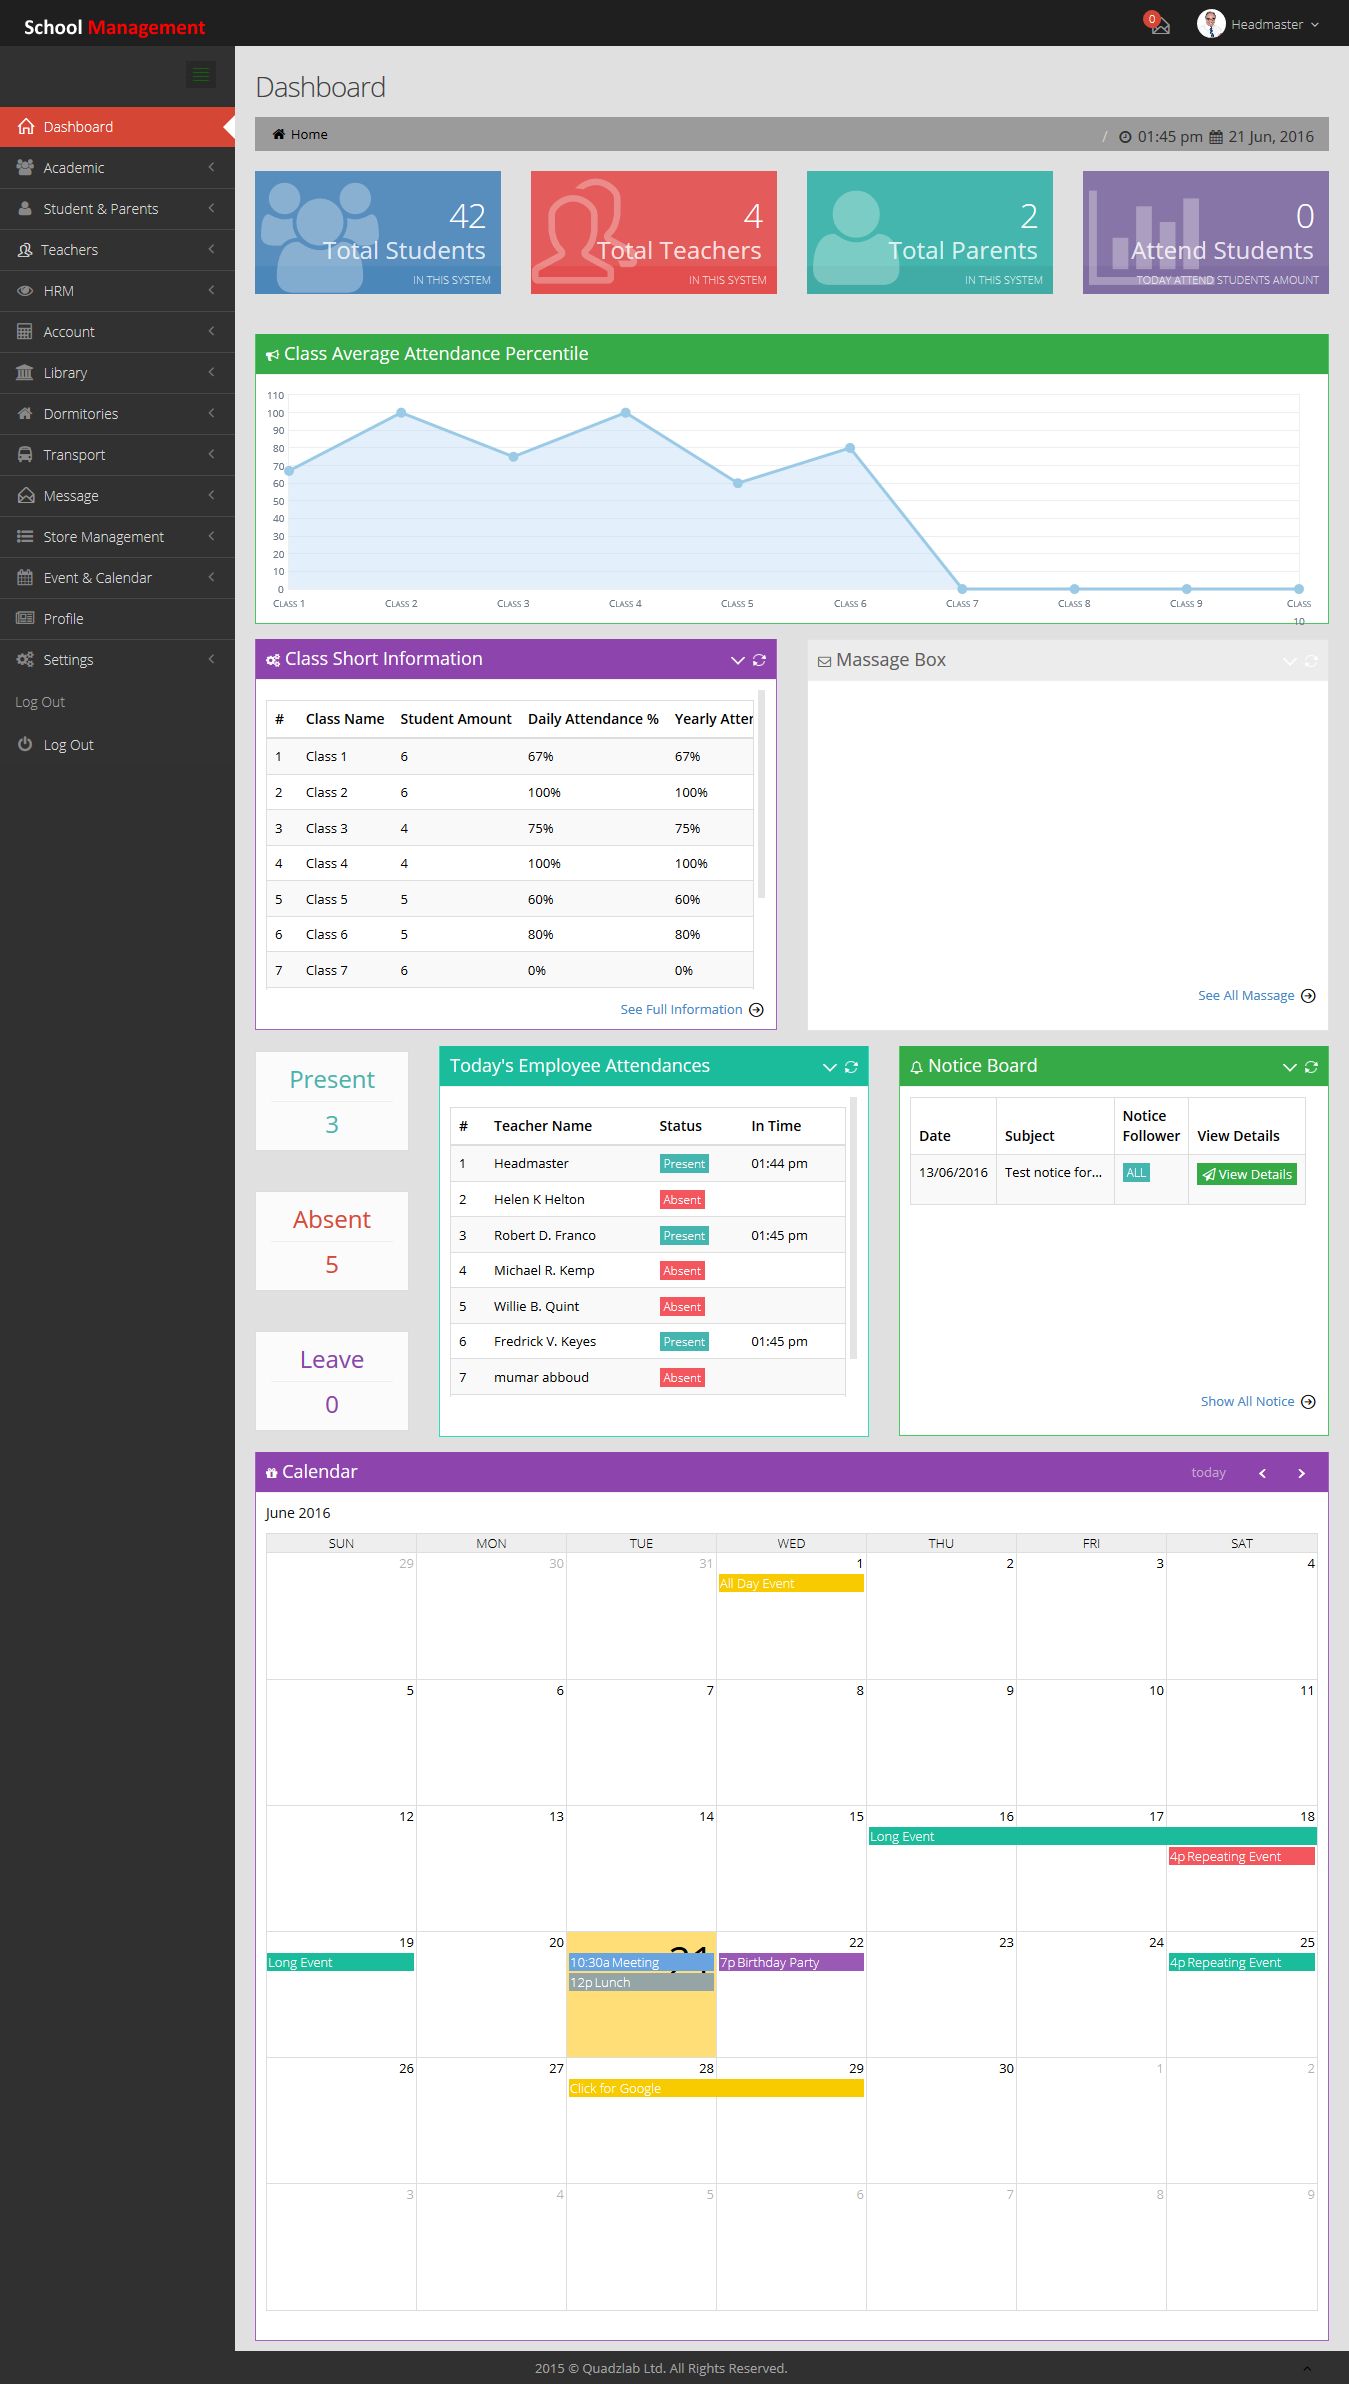 School Management
0
Headmaster
Dashboard
Academic
Student & Parents
Teachers
HRM
Account
Library
Dormitories
Transport
Message
Store Management
Event & Calendar
Profile
Settings
Log Out
Log Out
Dashboard
Home
/ 01:45 pm 21 Jun, 2016
42
Total Students
IN THIS SYSTEM
4
Total Teachers
IN THIS SYSTEM
2
Total Parents
IN THIS SYSTEM
0
Attend Students
TODAY ATTEND STUDENTS AMOUNT
Class Average Attendance Percentile
110
100
90
80
70
60
50
40
30
20
10
0
CLASS 1 CLASS 2 CLASS 3 CLASS 4 CLASS 5 CLASS 6 CLASS 7 CLASS 8 CLASS 9 CLASS
10
Class Short Information
# Class Name Student Amount Daily Attendance % Yearly Atter
1 Class 1 6 67% 67%
2 Class 2 6 100% 100%
3 Class 3 4 75% 75%
4 Class 4 4 100% 100%
5 Class 5 5 60% 60%
6 Class 6 5 80% 80%
7 Class 7 6 0% 0%
See Full Information
Massage Box
See All Massage
Present
3
Absent
5
Leave
0
Today's Employee Attendances
# Teacher Name Status In Time
1 Headmaster Present 01:44 pm
2 Helen K Helton Absent
3 Robert D. Franco Present 01:45 pm
4 Michael R. Kemp Absent
5 Willie B. Quint Absent
6 Fredrick V. Keyes Present 01:45 pm
7 mumar abboud Absent
Notice Board
Notice
Date Subject Follower View Details
13/06/2016 Test notice for... ALL View Details
Show All Notice
Calendar
today
June 2016
SUN MON TUE WED THU FRI SAT
29 30 31 1 2 3 4
All Day Event
5 6 7 8 9 10 11
12 13 14 15 16 17 18
Long Event
4p Repeating Event
19 20 21 22 23 24 25
Long Event 10:30a Meeting 7p Birthday Party 4p Repeating Event
12p Lunch
26 27 28 29 30 1 2
Click for Google
3 4 5 6 7 8 9
2015 © Quadzlab Ltd. All Rights Reserved.